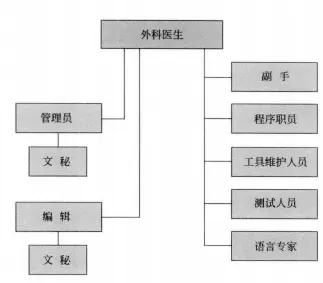 外科医生
副 手
管理员
程序职员
文 秘
工具维护人员
编 辑
测试人员
文 秘
语言专家